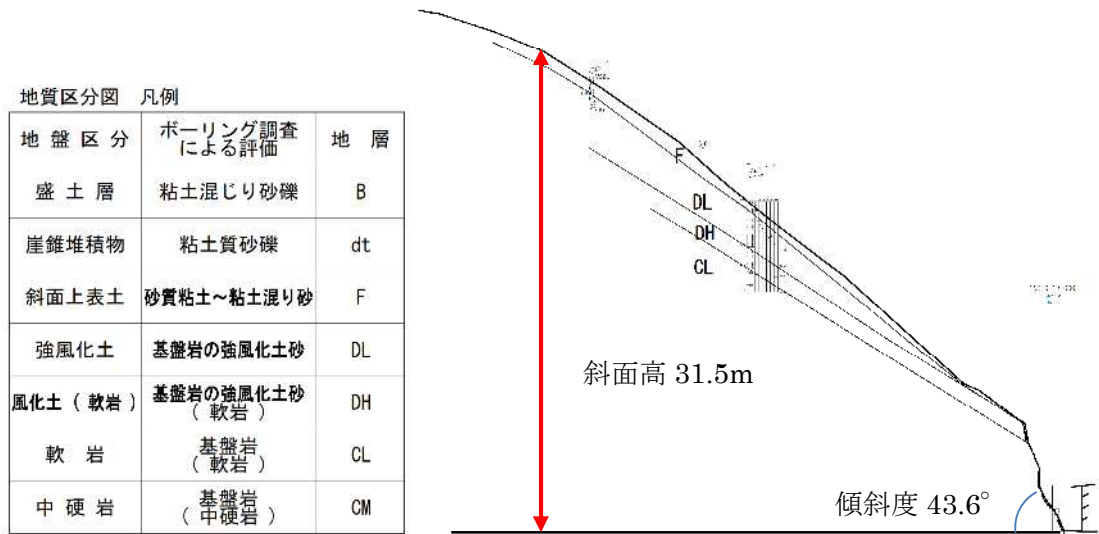 地質区分図 凡例
地盤区分
ボーリング調査
による評価
地 層
盛土層
粘土混じり砂礫
B
崖錐堆積物
粘土質砂礫
dt
斜面上表土
砂質粘土~粘土混り砂
F
強風化土
基盤岩の強風化土砂
DL
風化土(軟岩)
基盤岩の強風化土砂
(軟岩)
DH
軟 岩
基盤岩
(軟岩)
CL
中硬岩
基盤岩
(中硬岩)
CM
F
DL
DH
CL
斜面高 31.5m
傾斜度 43.6°